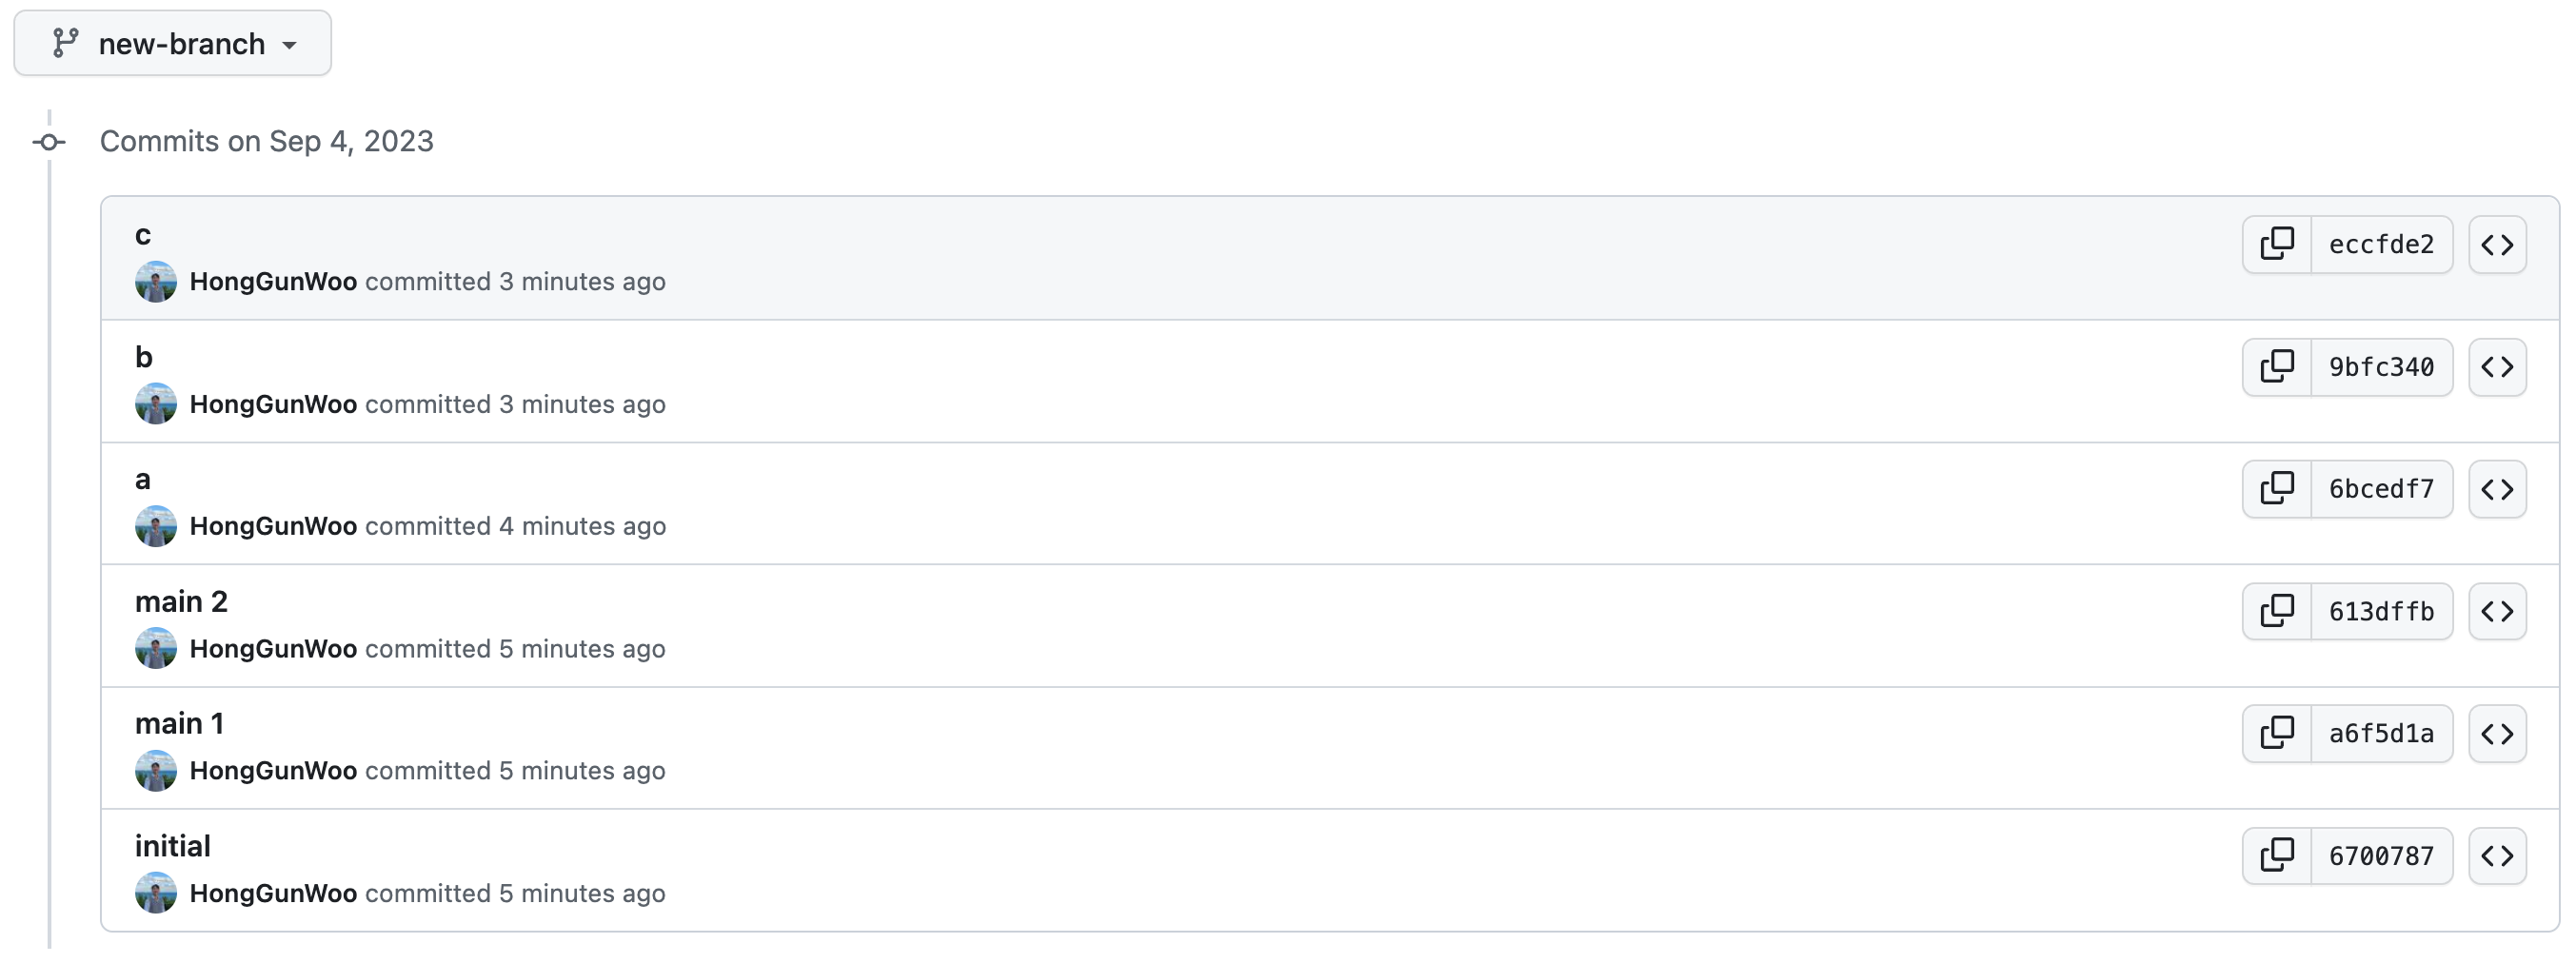 new-branch
Commits on Sep 4, 2023
c
eccfde2
HongGunWoo committed 3 minutes ago
b
9bfc340
HongGunWoo committed 3 minutes ago
a
6bcedf7
HongGunWoo committed 4 minutes ago
main 2
613dffb
HongGunWoo committed 5 minutes ago
main 1
a6f5d1a
HongGunWoo committed 5 minutes ago
initial
6700787
HongGunWoo committed 5 minutes ago